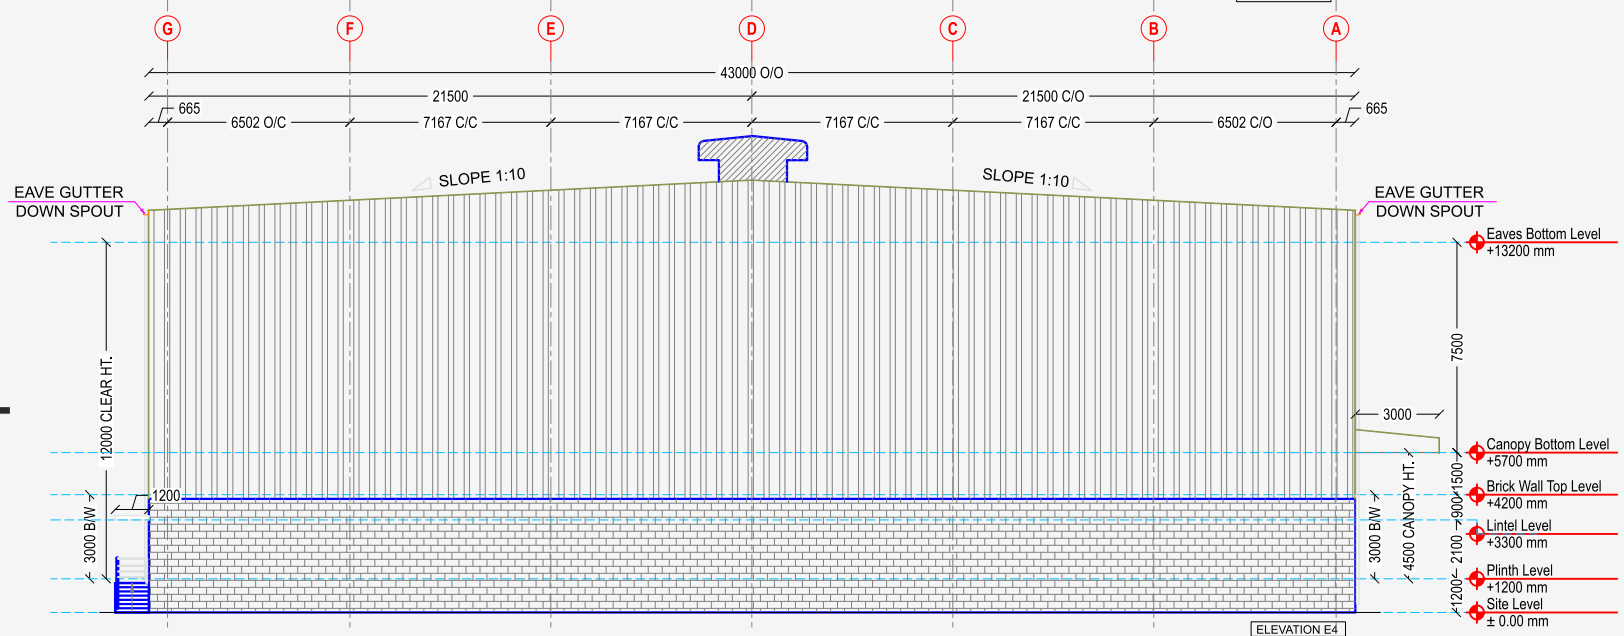 G
F
E
D
C
B
A
43000 O/O
21500
21500 C/O
665
6502 O/C
7167 C/C
7167 C/C
7167 C/C
7167 C/C
6502 C/O
665
SLOPE 1:10
SLOPE 1:10
EAVE GUTTER
DOWN SPOUT
EAVE GUTTER
DOWN SPOUT
Eaves Bottom Level
+13200 mm
12000 CLEAR HT.
7500
3000
Canopy Bottom Level
+5700 mm
1500
Brick Wall Top Level
+4200 mm
1200
900
3000 B/W
3000 B/W
4500 CANOPY HT.
Lintel Level
+3300 mm
2100
Plinth Level
+1200 mm
1200
Site Level
± 0.00 mm
ELEVATION E4